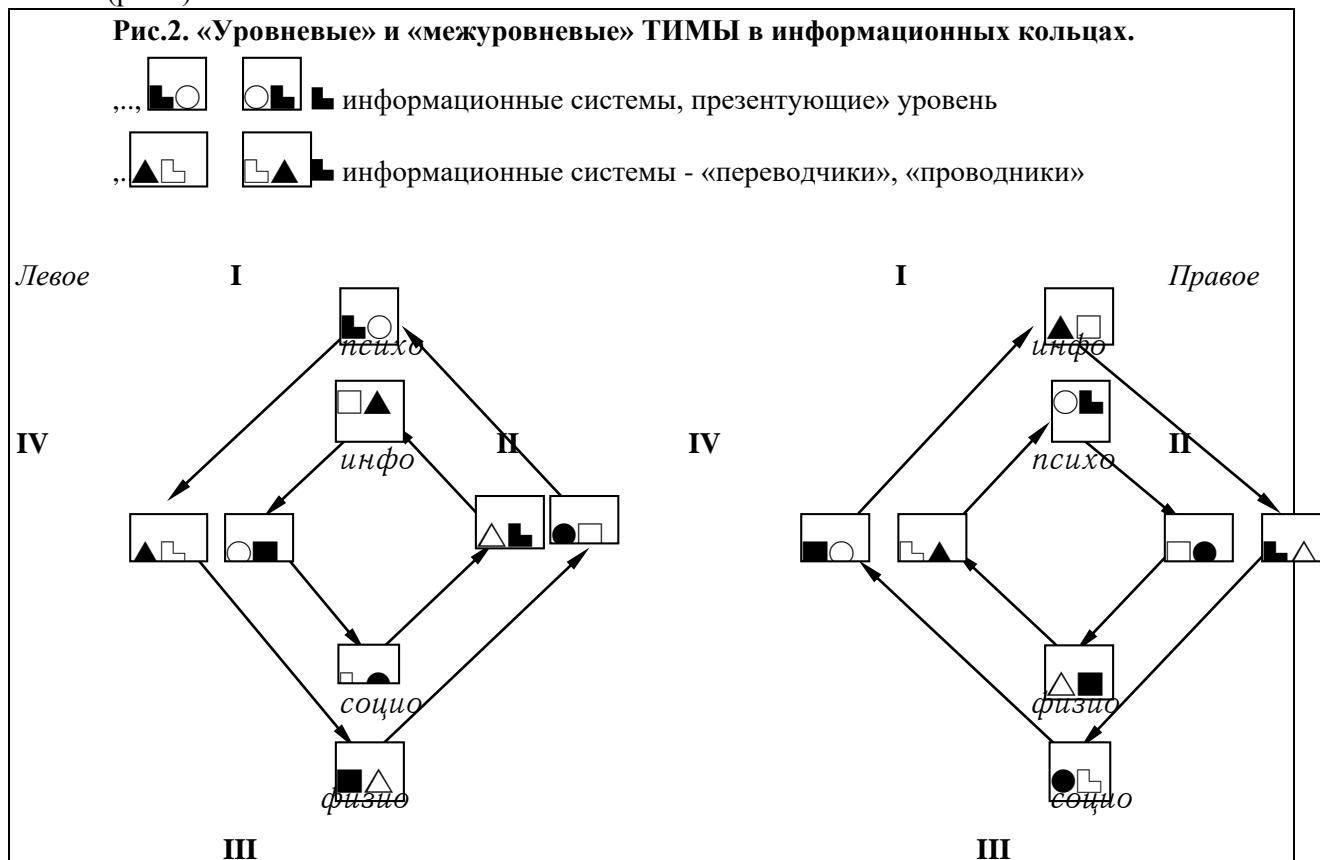 Рис.2. «Уровневые» и «межуровневые» ТИМЫ в информационных кольцах.
,.., информационные системы, презентующие» уровень
,.. информационные системы - «переводчики», «проводники»
Левое I I Правое
психо инфо
IV инфо II IV психо II
социо физио
физио социо
III III